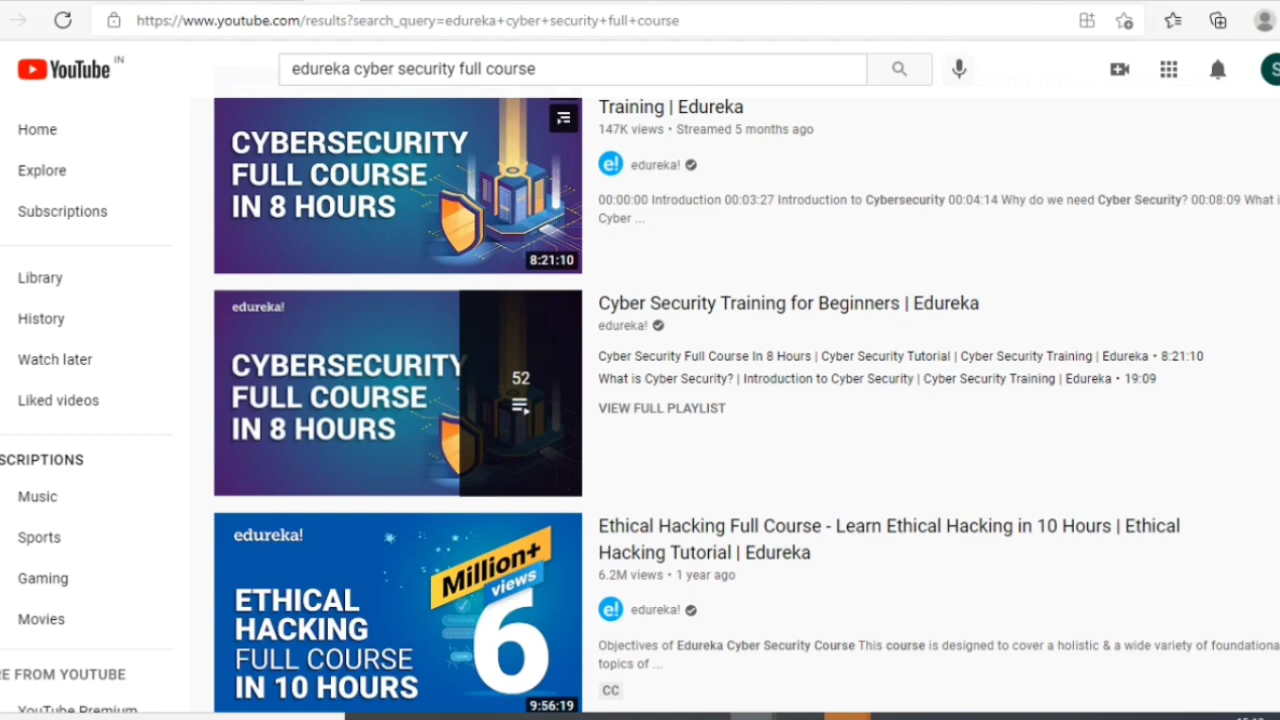 https://www.youtube.com/results?search_query=edureka+cyber+security+full+course
YouTube IN
edureka cyber security full course
S
Home
Explore
Subscriptions
Library
History
Watch later
Liked videos
SCRIPTIONS
Music
Sports
Gaming
Movies
RE FROM YOUTUBE
YouTube Premium
CYBERSECURITY
FULL COURSE
IN 8 HOURS
8:21:10
Training | Edureka
147K views • Streamed 5 months ago
e! edureka!
00:00:00 Introduction 00:03:27 Introduction to Cybersecurity 00:04:14 Why do we need Cyber Security? 00:08:09 What i
Cyber ...
edureka!
CYBERSECURITY
FULL COURSE
IN 8 HOURS
52
Cyber Security Training for Beginners | Edureka
edureka!
Cyber Security Full Course In 8 Hours | Cyber Security Tutorial | Cyber Security Training | Edureka • 8:21:10
What is Cyber Security? | Introduction to Cyber Security | Cyber Security Training | Edureka • 19:09
VIEW FULL PLAYLIST
edureka!
Million+
views
6
ETHICAL
HACKING
FULL COURSE
IN 10 HOURS
9:56:19
Ethical Hacking Full Course - Learn Ethical Hacking in 10 Hours | Ethical
Hacking Tutorial | Edureka
6.2M views • 1 year ago
e! edureka!
Objectives of Edureka Cyber Security Course This course is designed to cover a holistic & a wide variety of foundationa
topics of ...
CC